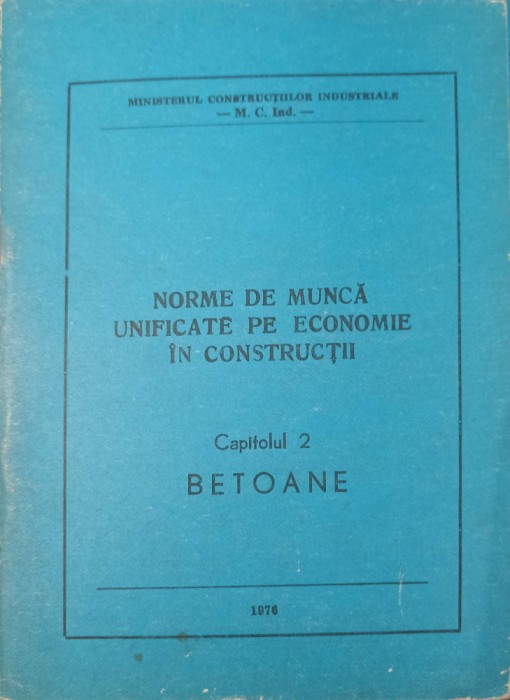 MINISTERUL CONSTRUCȚIILOR INDUSTRIALE
— M. C. Ind. —
NORME DE MUNCĂ
UNIFICATE PE ECONOMIE
ÎN CONSTRUCȚII
Capitolul 2
BETOANE
1976